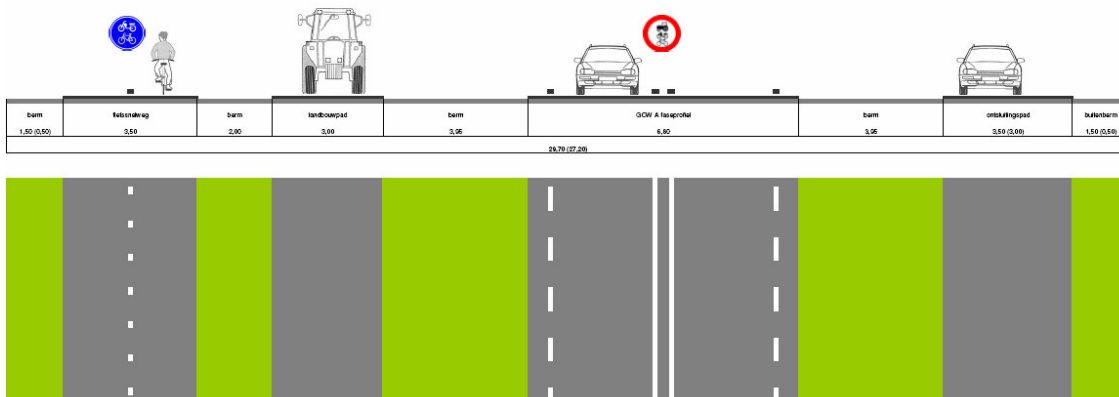 berm fietssnelweg berm landbouwpad berm GCW A faseprofiel berm ontsluitingspad buitenberm
1,50 (0,50) 3,50 2,00 3,00 3,95 6,80 3,95 3,50 (3,00) 1,50 (0,50)
29,70 (27,20)